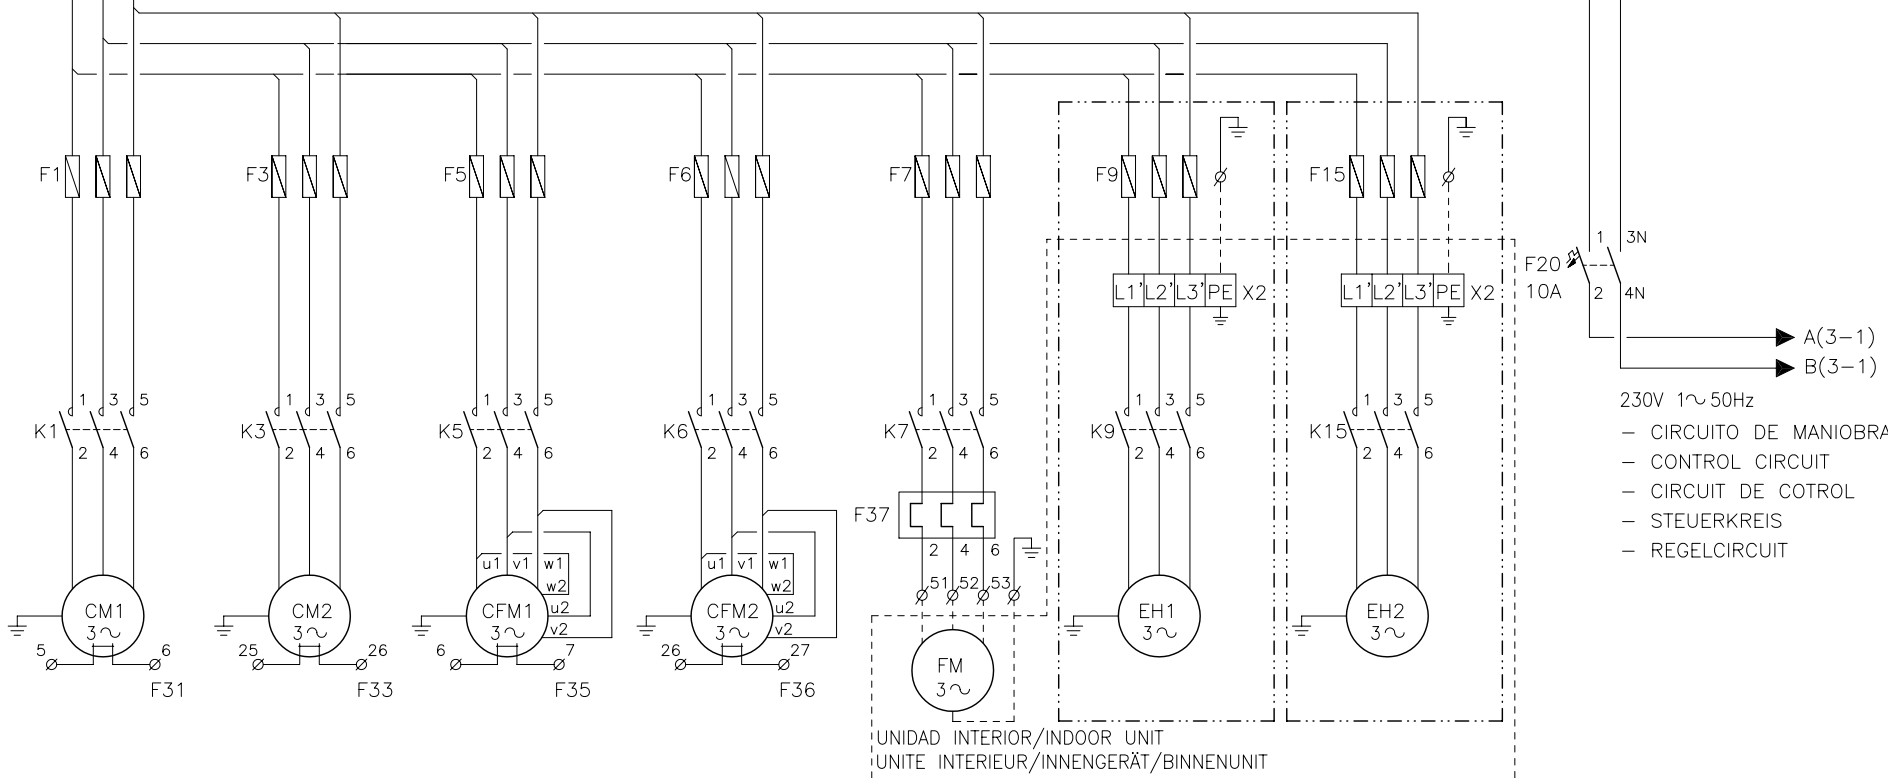 F1 F3 F5 F6 F7 F9 F15
1 3N
F20
10A
2 4N
L1' L2' L3' PE X2
L1' L2' L3' PE X2
A(3-1)
B(3-1)
230V 1~ 50Hz
- CIRCUITO DE MANIOBRA
- CONTROL CIRCUIT
- CIRCUIT DE COTROL
- STEUERKREIS
- REGELCIRCUIT
1 3 5 1 3 5 1 3 5 1 3 5 1 3 5 1 3 5 1 3 5
K1 K3 K5 K6 K7 K9 K15
2 4 6 2 4 6 2 4 6 2 4 6 2 4 6 2 4 6 2 4 6
F37
2 4 6
u1 v1 w1 u1 v1 w1
w2 w2
51 52 53
u2 u2
v2 v2
CM1 CM2 CFM1 CFM2 EH1 EH2
3~ 3~ 3~ 3~ 3~ 3~
5 6 25 26 6 7 26 27
F31 F33 F35 F36
FM
3~
UNIDAD INTERIOR/INDOOR UNIT
UNITE INTERIEUR/INNENGERÄT/BINNENUNIT